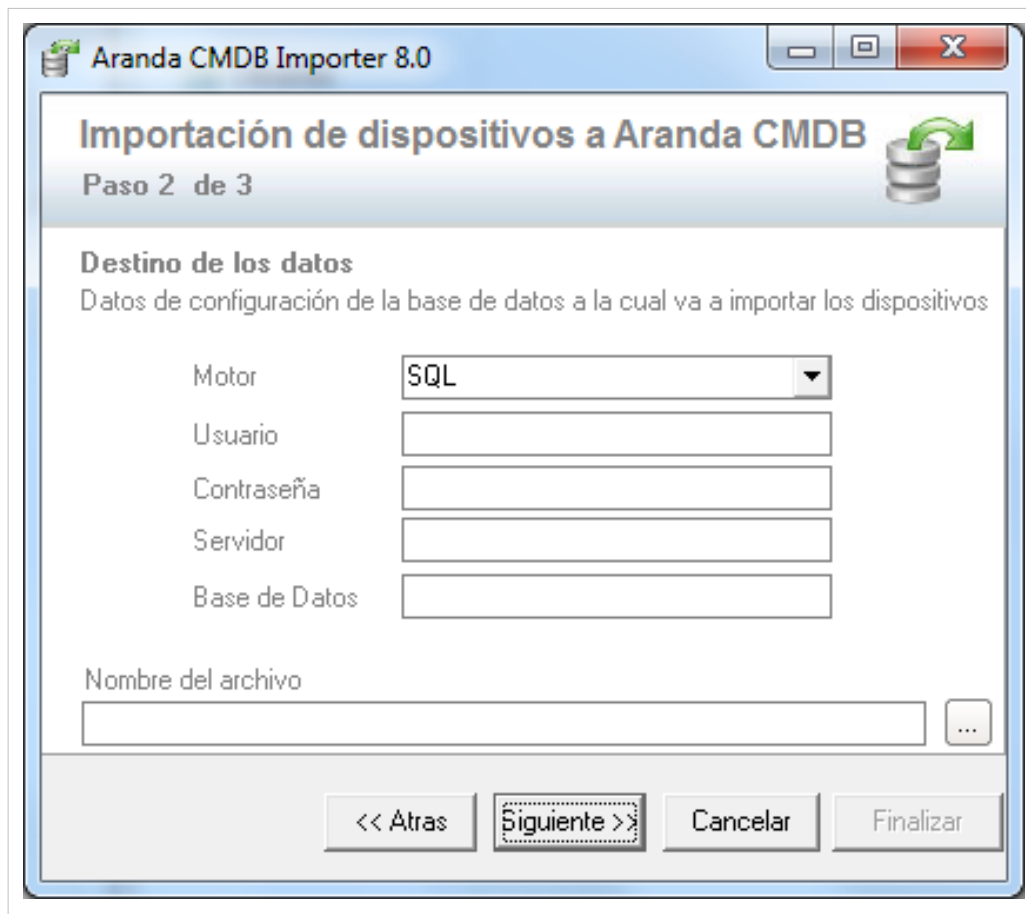 Aranda CMDB Importer 8.0
Importación de dispositivos a Aranda CMDB
Paso 2 de 3
Destino de los datos
Datos de configuración de la base de datos a la cual va a importar los dispositivos
Motor SQL
Usuario
Contraseña
Servidor
Base de Datos
Nombre del archivo
...
<< Atras Siguiente >> Cancelar Finalizar